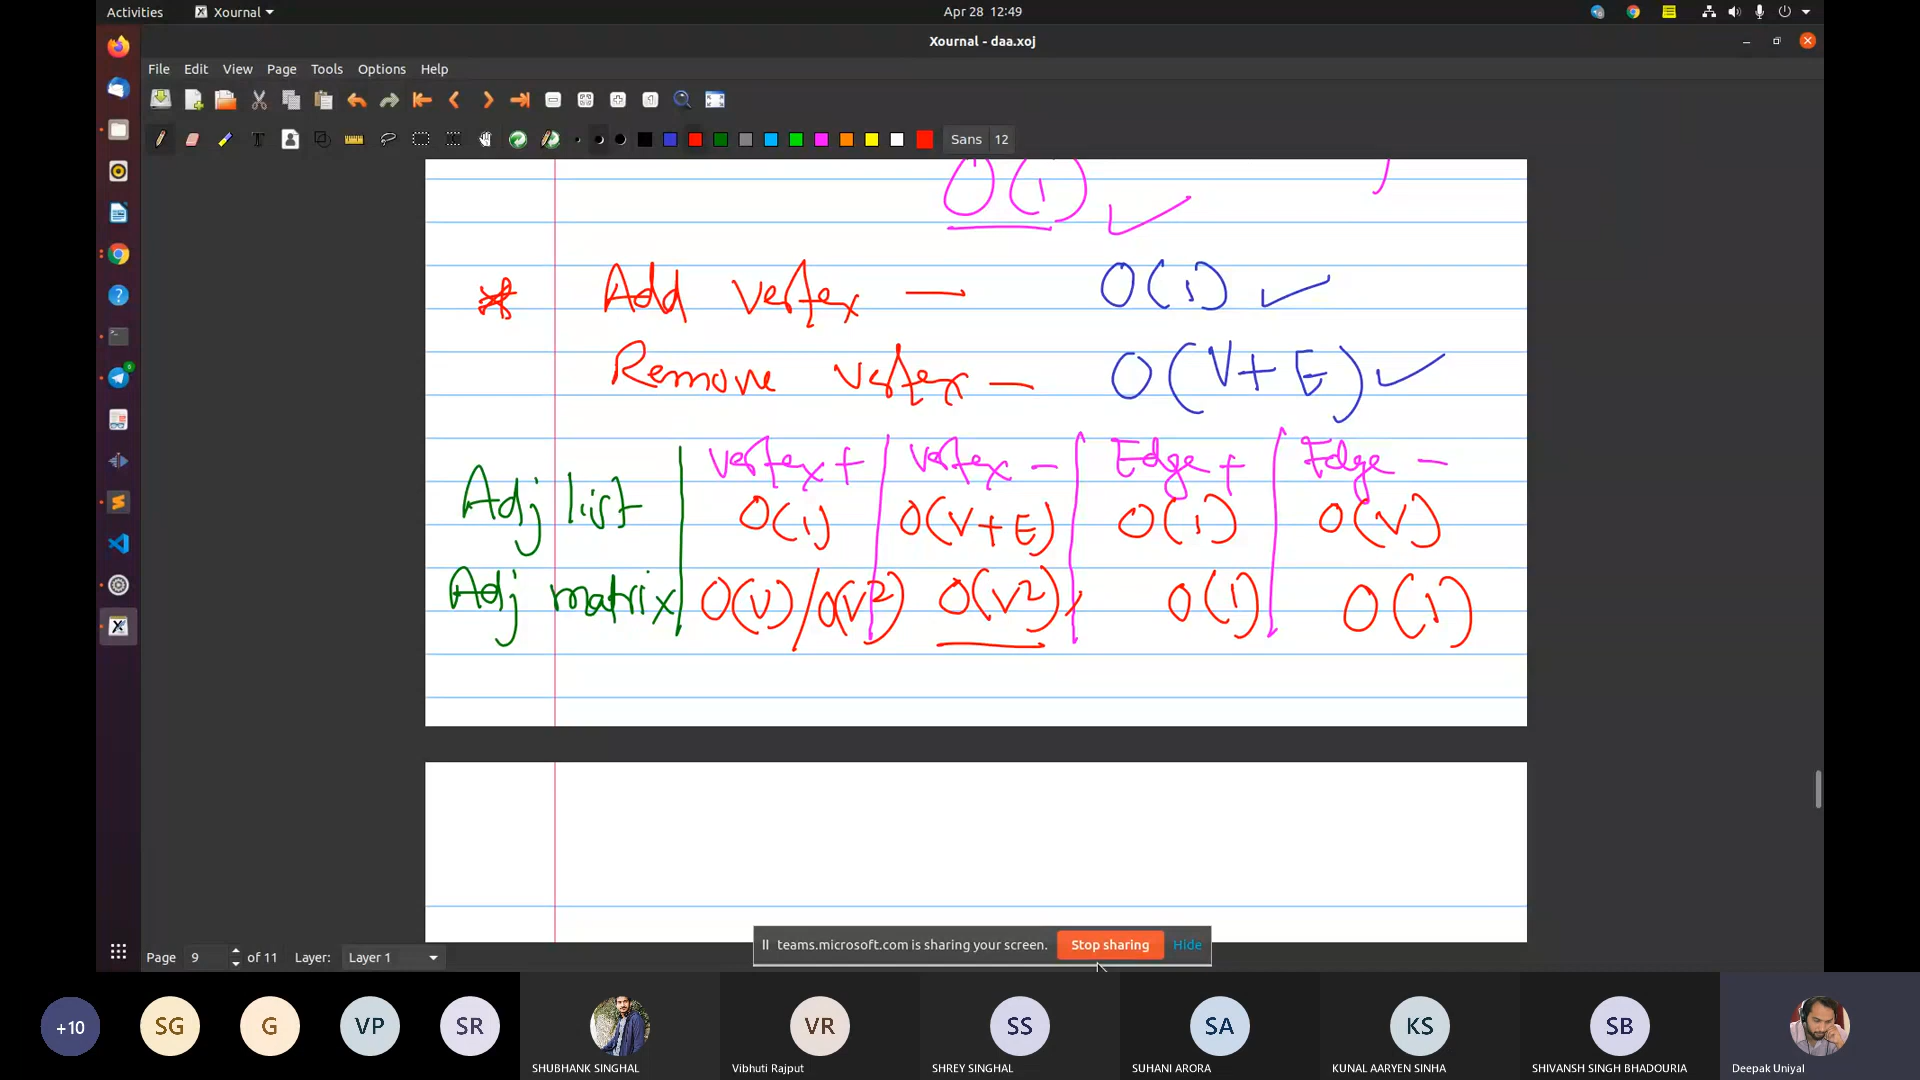 Activities Xournal Apr 28 12:49
Xournal - daa.xoj
File Edit View Page Tools Options Help
Sans 12
O(1)
* Add vertex — O(1) ✓
Remove vertex — O(V+E) ✓
vertex + vertex - Edge + Edge -
Adj list O(1) O(V+E) O(1) O(V)
Adj matrix O(V)/O(V²) O(V²) O(1) O(1)
teams.microsoft.com is sharing your screen. Stop sharing Hide
Page 9 of 11 Layer: Layer 1
+10 SG G VP SR VR SS SA KS SB
SHUBHANK SINGHAL Vibhuti Rajput SHREY SINGHAL SUHANI ARORA KUNAL AARYEN SINHA SHIVANSH SINGH BHADOURIA Deepak Uniyal